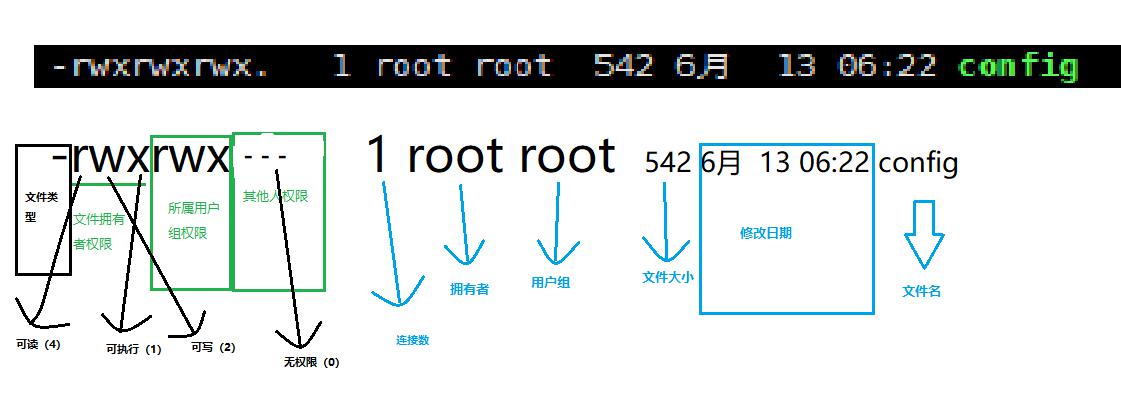 -rwxrwxrwx. 1 root root 542 6月 13 06:22 config
-rwxrwx--- 1 root root 542 6月 13 06:22 config
文件类
型
文件拥有
者权限
所属用户
组权限
其他人权限
修改日期
拥有者
用户组
文件大小
文件名
连接数
可读（4）
可执行（1）
可写（2）
无权限（0）